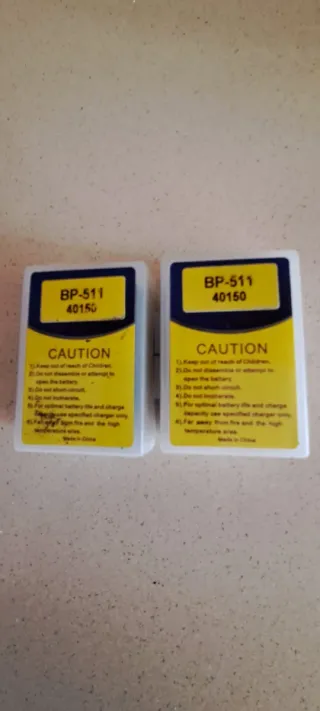 BP-511
40150
CAUTION
1).Keep out of reach of Children.
2).Do not dissemble or attempt to
open the battery.
3).Do not short-circuit.
4).Do not incinerate.
5).For optimal battery life and charge
capacity use specified charger only.
6).Far away from fire and the high
temperature area.
Made in China
BP-511
40150
CAUTION
1).Keep out of reach of Children.
2).Do not dissemble or attempt to
open the battery.
3).Do not short-circuit.
4).Do not incinerate.
5).For optimal battery life and charge
capacity use specified charger only.
6).Far away from fire and the high
temperature area.
Made in China